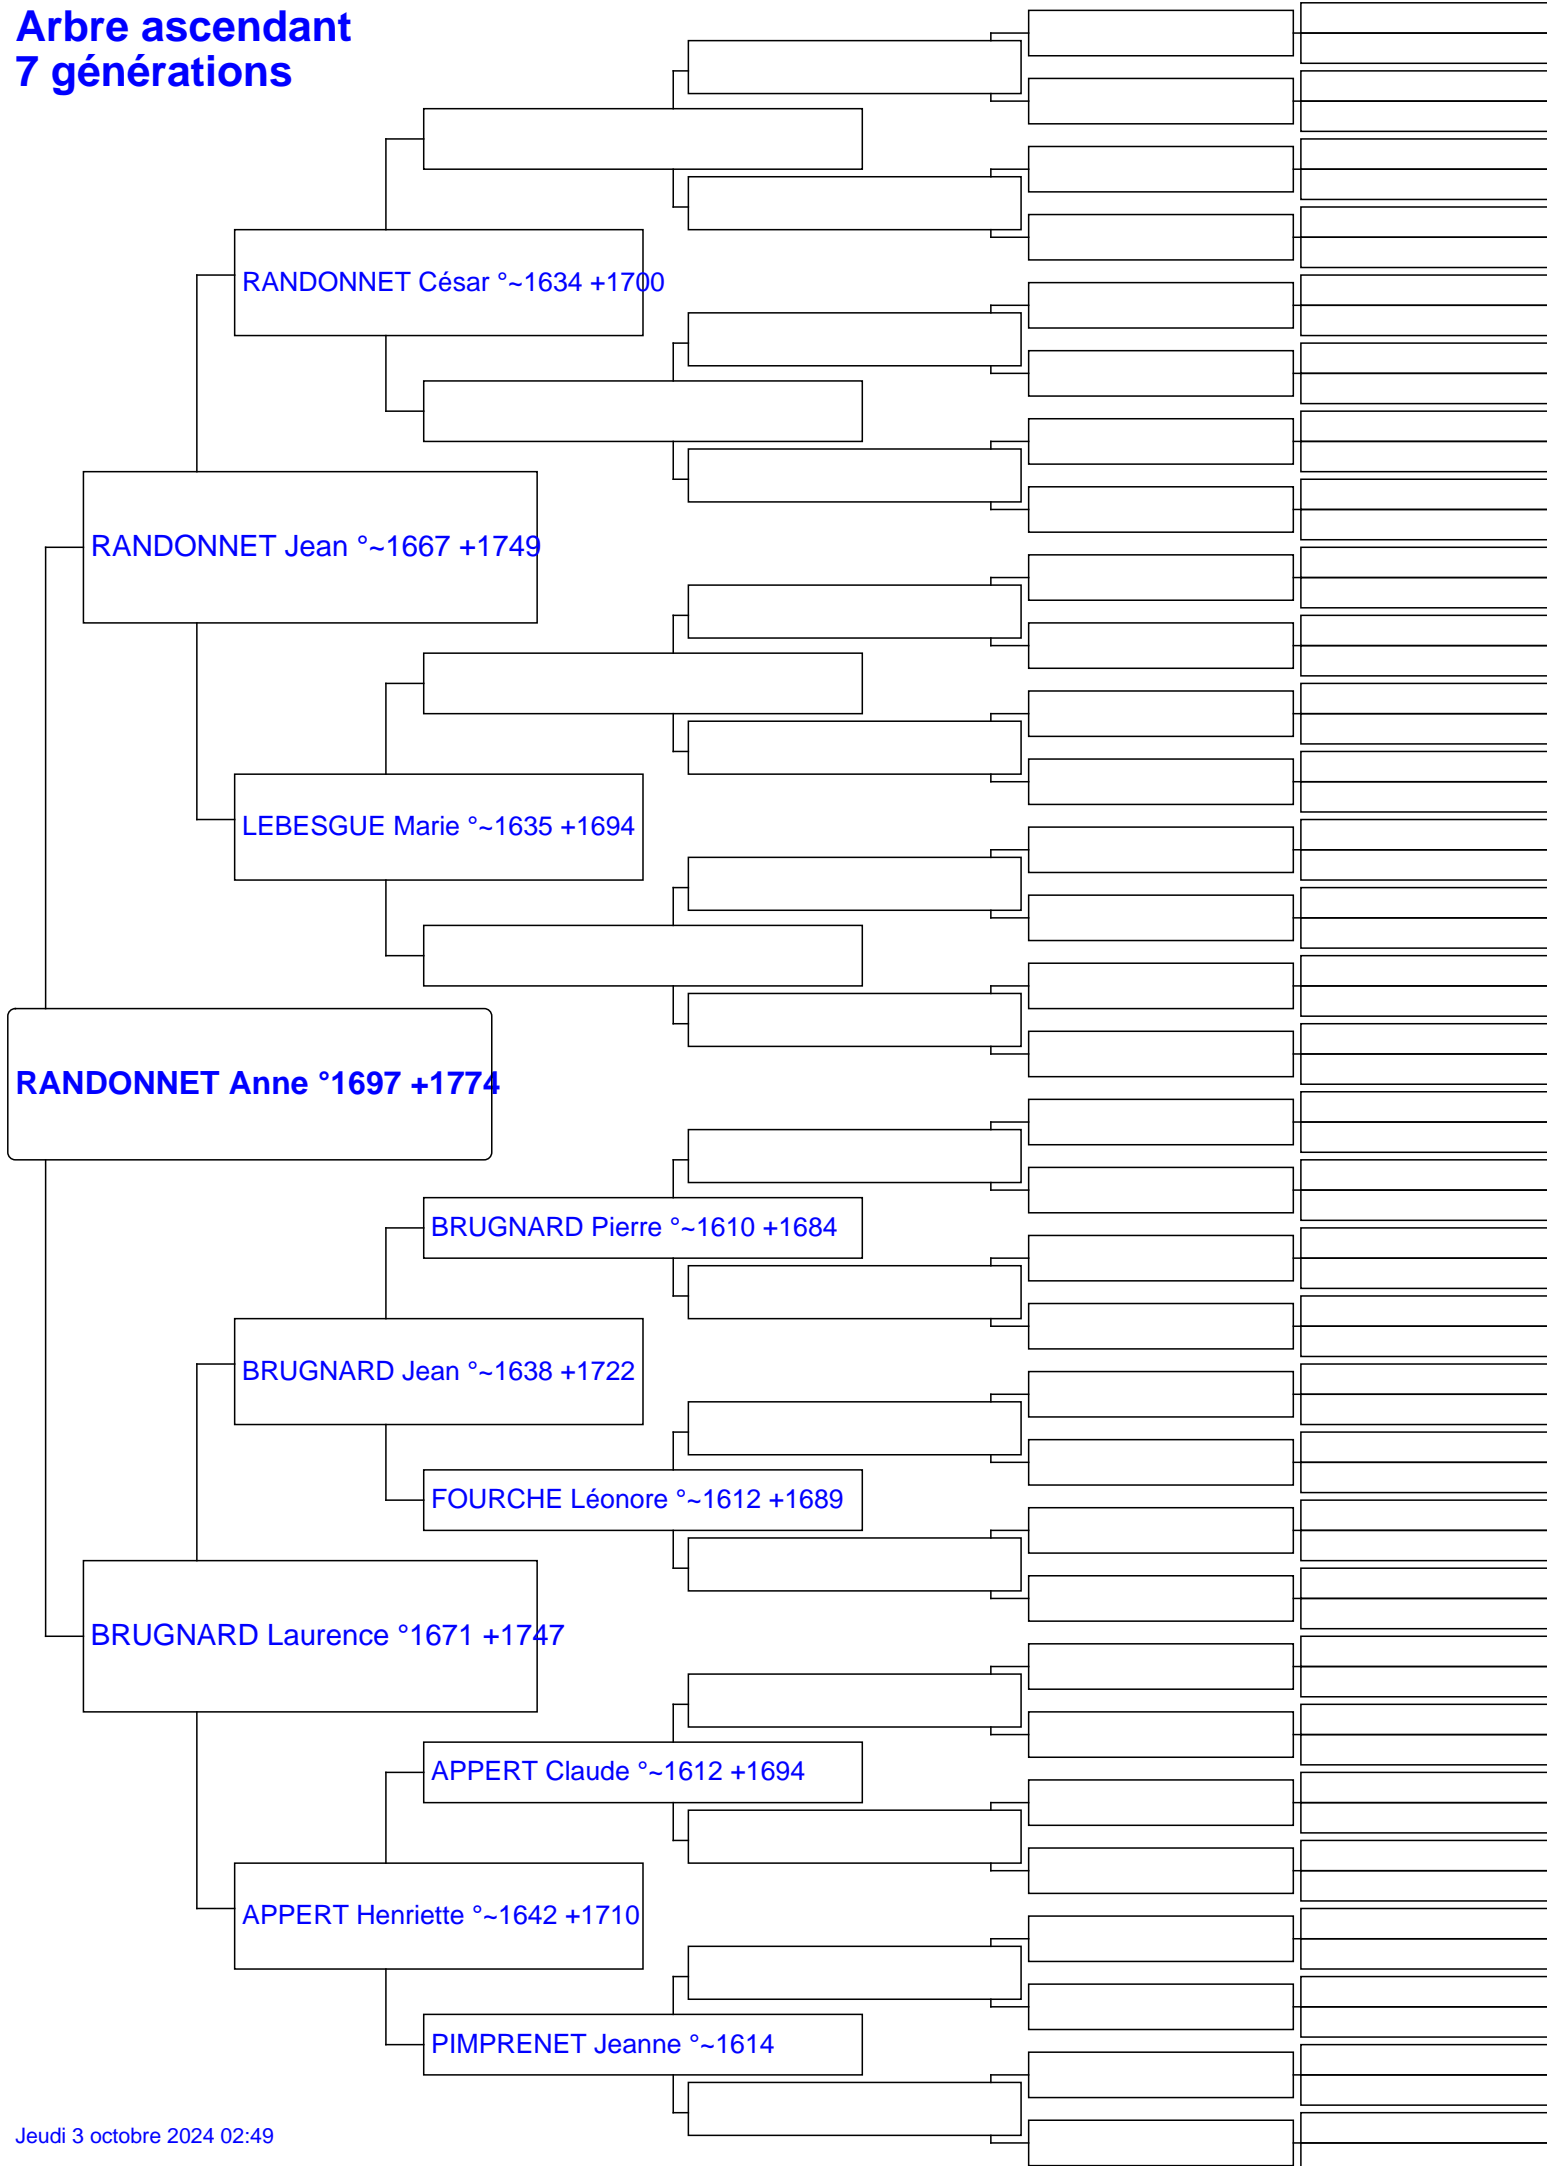 Arbre ascendant
7 générations
RANDONNET César °~1634 +1700
RANDONNET Jean °~1667 +1749
LEBESGUE Marie °~1635 +1694
RANDONNET Anne °1697 +1774
BRUGNARD Pierre °~1610 +1684
BRUGNARD Jean °~1638 +1722
FOURCHE Léonore °~1612 +1689
BRUGNARD Laurence °1671 +1747
APPERT Claude °~1612 +1694
APPERT Henriette °~1642 +1710
PIMPRENET Jeanne °~1614
Jeudi 3 octobre 2024 02:49